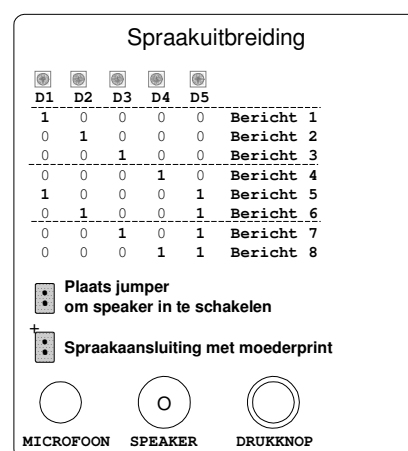 Spraakuitbreiding
D1 D2 D3 D4 D5
1 0 0 0 0 Bericht 1
0 1 0 0 0 Bericht 2
0 0 1 0 0 Bericht 3
0 0 0 1 0 Bericht 4
1 0 0 0 1 Bericht 5
0 1 0 0 1 Bericht 6
0 0 1 0 1 Bericht 7
0 0 0 1 1 Bericht 8
Plaats jumper
om speaker in te schakelen
+
Spraakaansluiting met moederprint
O
MICROFOON SPEAKER DRUKKNOP